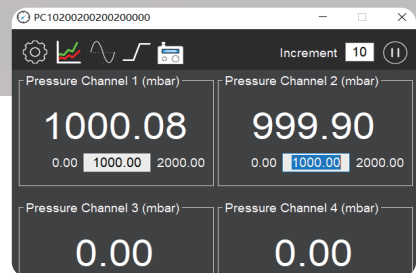 PC10200200200200000
Increment 10
Pressure Channel 1 (mbar)
1000.08
0.00 1000.00 2000.00
Pressure Channel 2 (mbar)
999.90
0.00 1000.00 2000.00
Pressure Channel 3 (mbar)
0.00
Pressure Channel 4 (mbar)
0.00